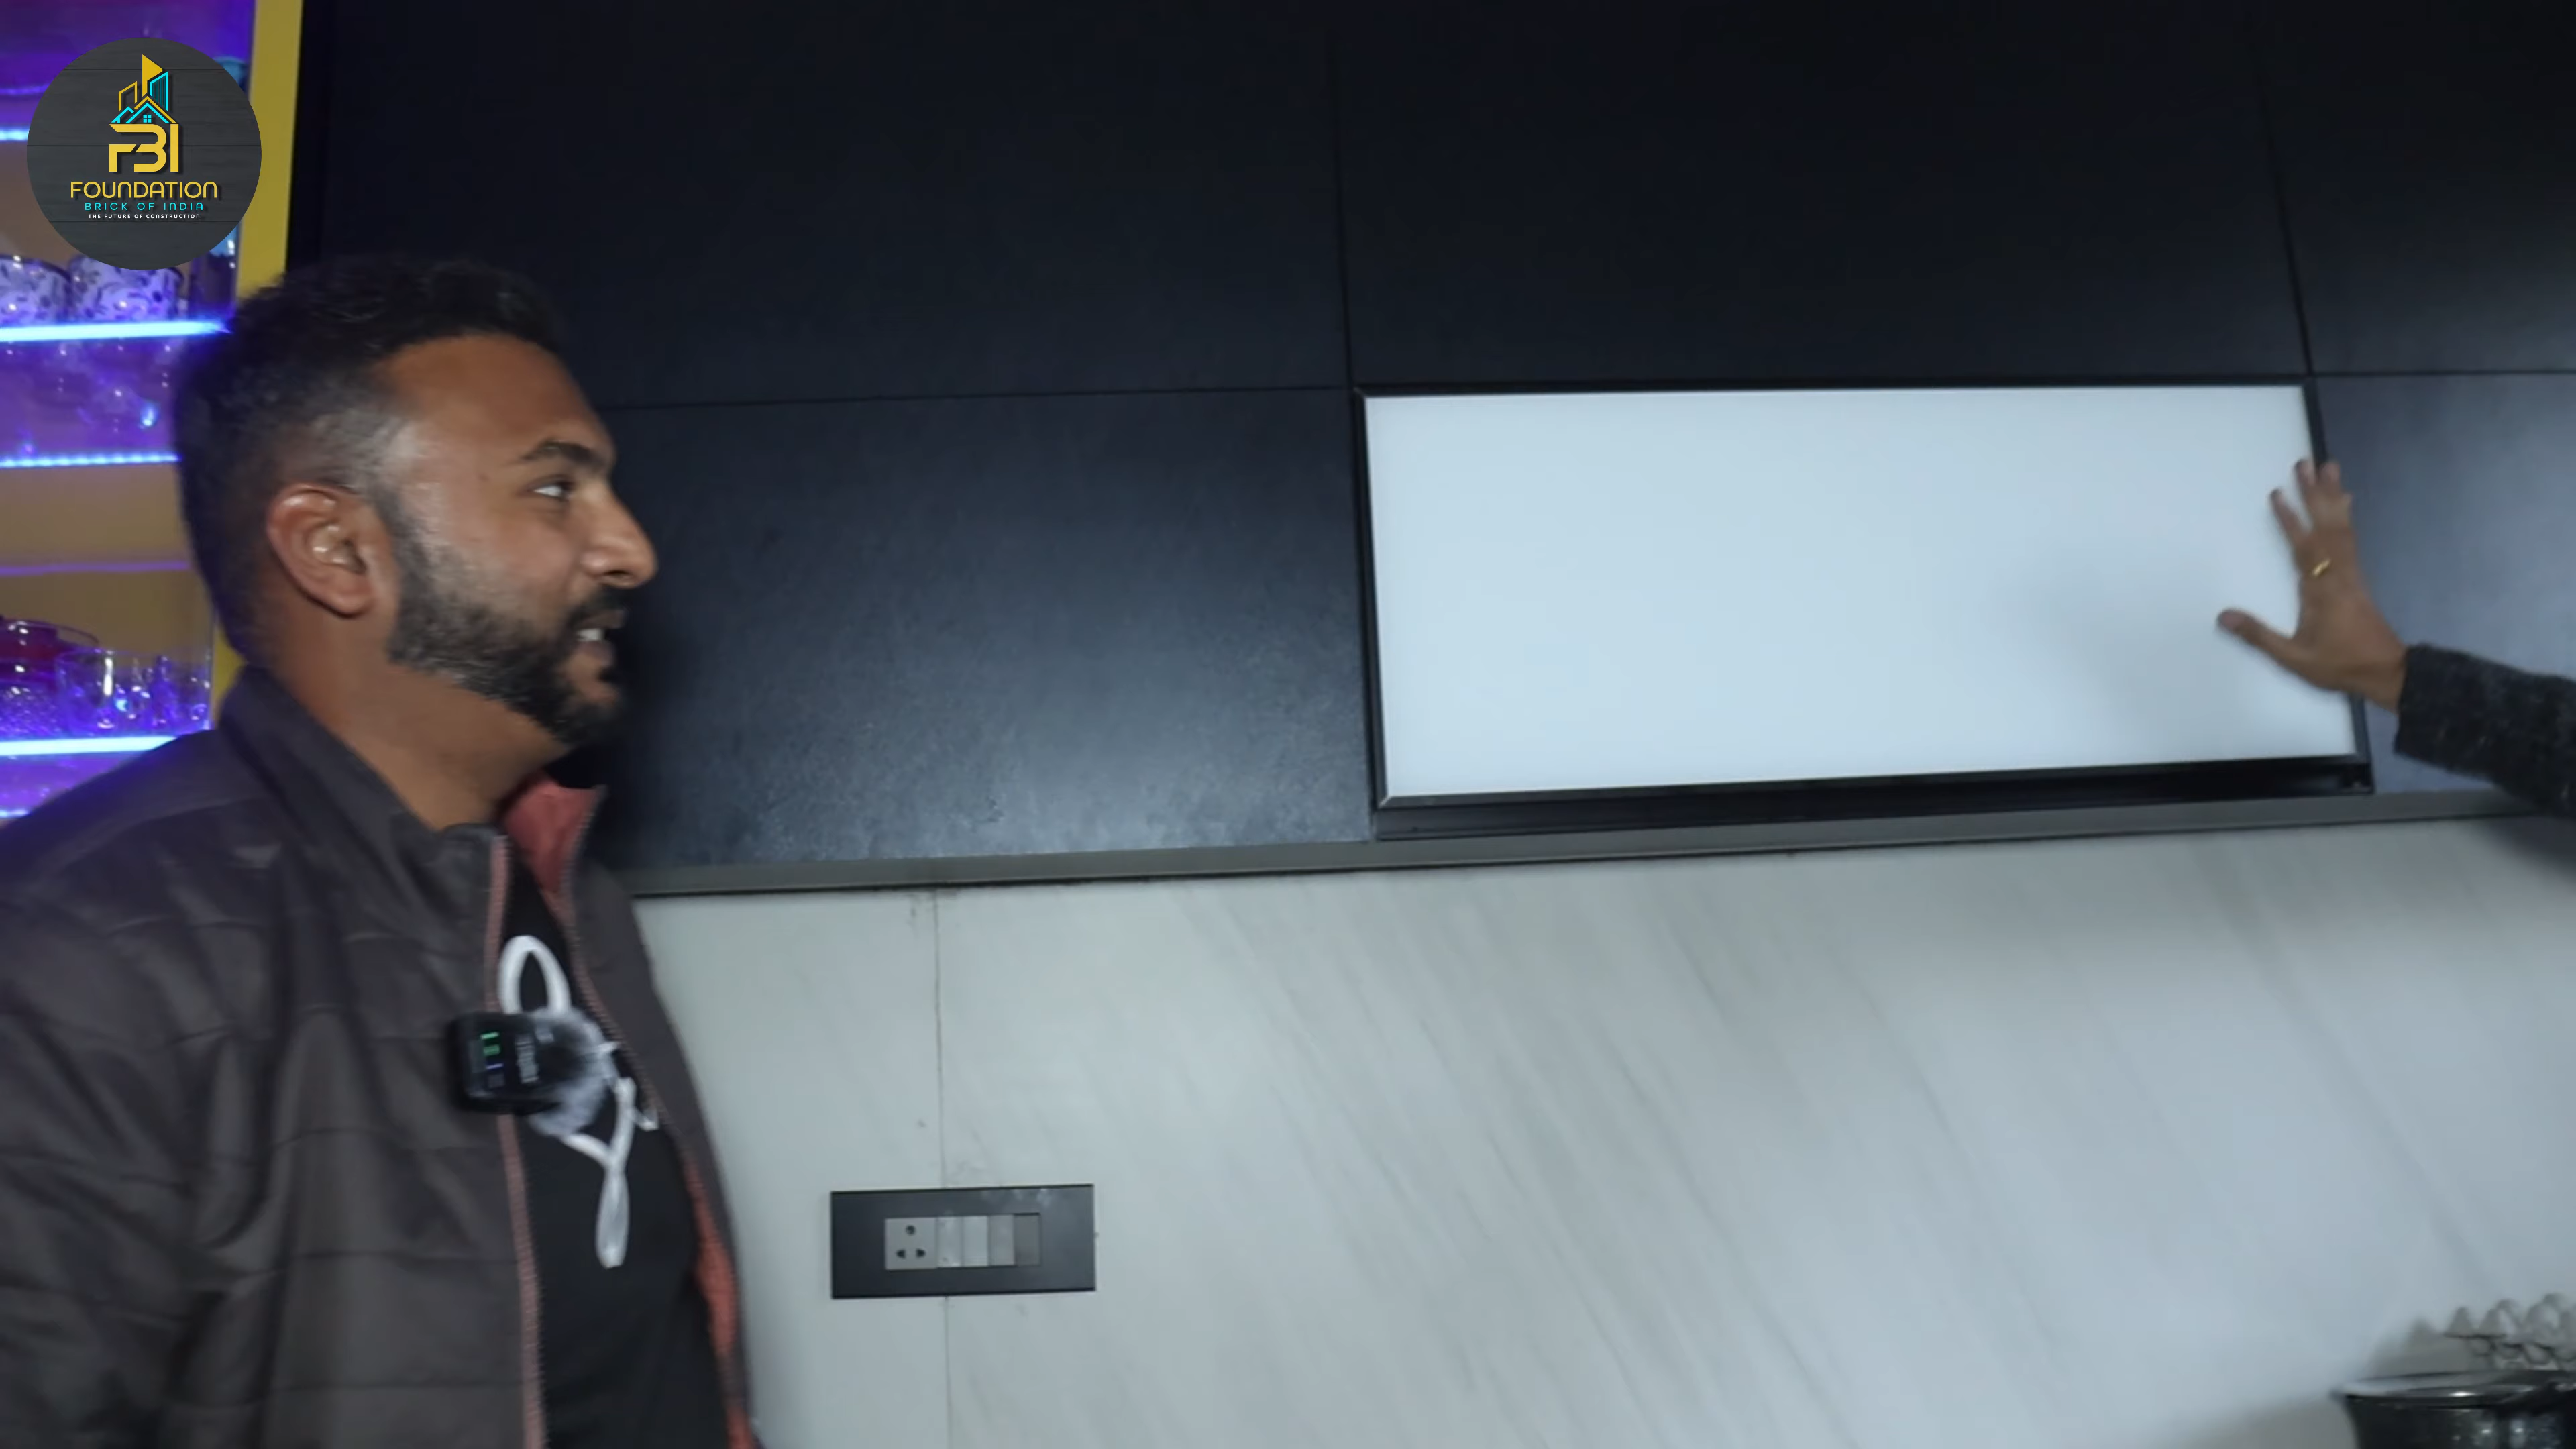 FBI
FOUNDATION
BRICK OF INDIA
THE FUTURE OF CONSTRUCTION